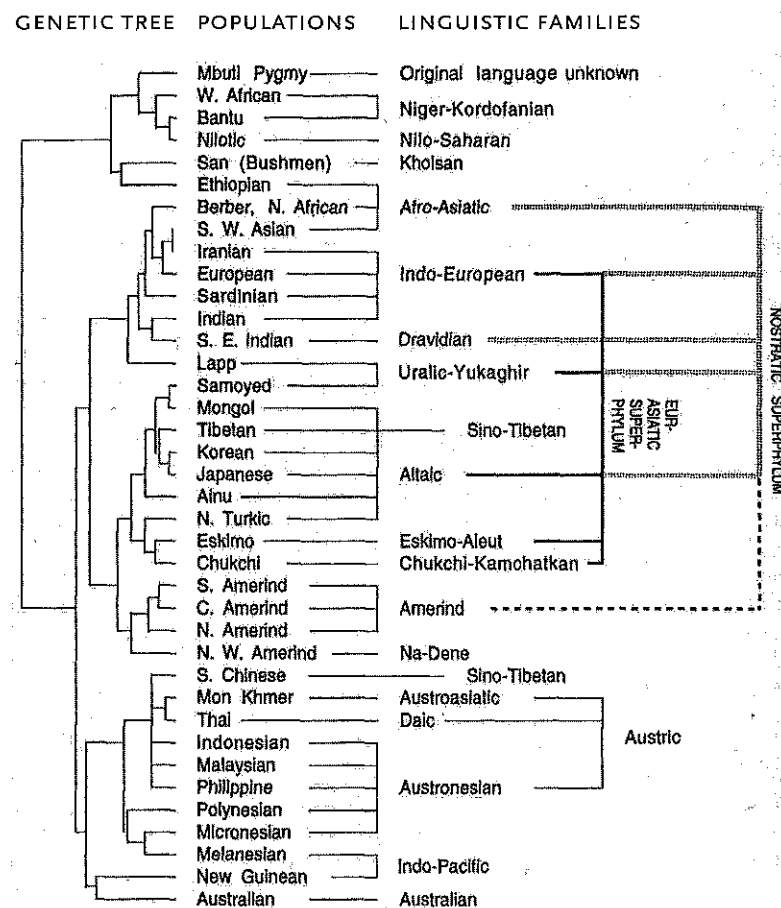 GENETIC TREE POPULATIONS LINGUISTIC FAMILIES
Mbuti Pygmy Original language unknown
W. African
Niger-Kordofanian
Bantu
Nilotic Nilo-Saharan
San (Bushmen) Khoisan
Ethiopian
Berber, N. African Afro-Asiatic
S. W. Asian
Iranian
European Indo-European
Sardinian
Indian
S. E. Indian Dravidian
Lapp
Uralic-Yukaghir
Samoyed
Mongol
Tibetan Sino-Tibetan
Korean
Japanese Altaic
Ainu
N. Turkic
Eskimo Eskimo-Aleut
Chukchi Chukchi-Kamohatkan
S. Amerind
C. Amerind Amerind
N. Amerind
N. W. Amerind Na-Dene
S. Chinese Sino-Tibetan
Mon Khmer Austroasiatic
Thai Daic
Indonesian
Austric
Malaysian
Philippine Austronesian
Polynesian
Micronesian
Melanesian
Indo-Pacific
New Guinean
Australian Australian
EUR-
ASIATIC
SUPER-
PHYLUM
NOSTRATIC SUPERPHYLUM